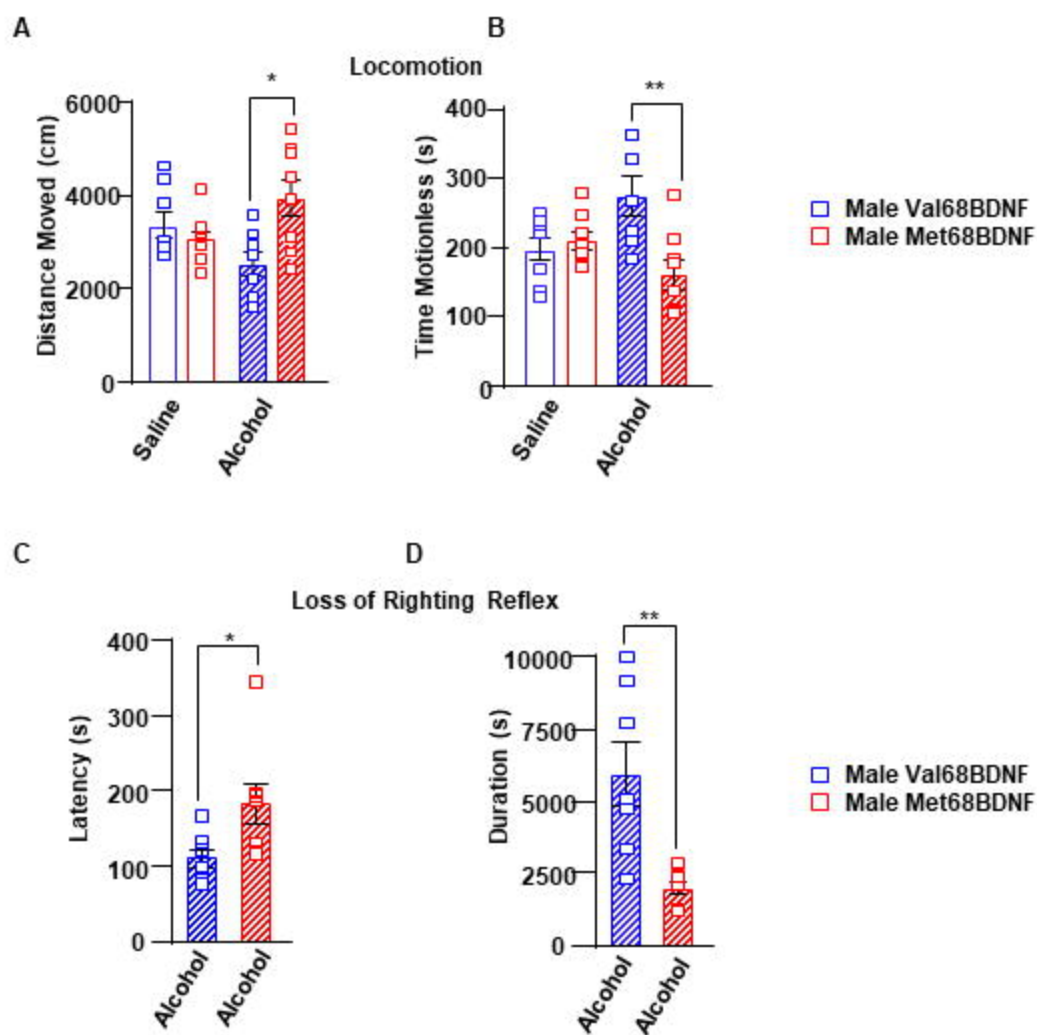 A
B
Locomotion
Distance Moved (cm)
6000
4000
2000
0
*
Saline
Alcohol
Time Motionless (s)
400
300
200
100
0
**
Saline
Alcohol
Male Val68BDNF
Male Met68BDNF
C
D
Loss of Righting Reflex
Latency (s)
400
300
200
100
0
*
Alcohol
Alcohol
Duration (s)
10000
7500
5000
2500
0
**
Alcohol
Alcohol
Male Val68BDNF
Male Met68BDNF